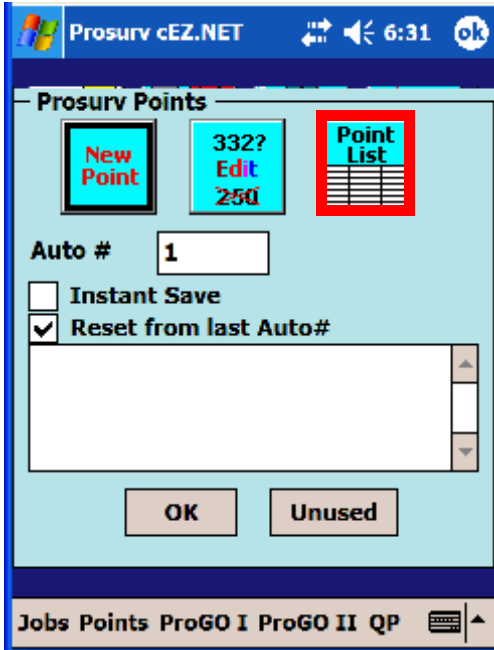 Prosurv cEZ.NET 6:31 ok
Prosurv Points
New
Point
332?
Edit
250
Point
List
Auto # 1
Instant Save
Reset from last Auto#
OK Unused
Jobs Points ProGO I ProGO II QP